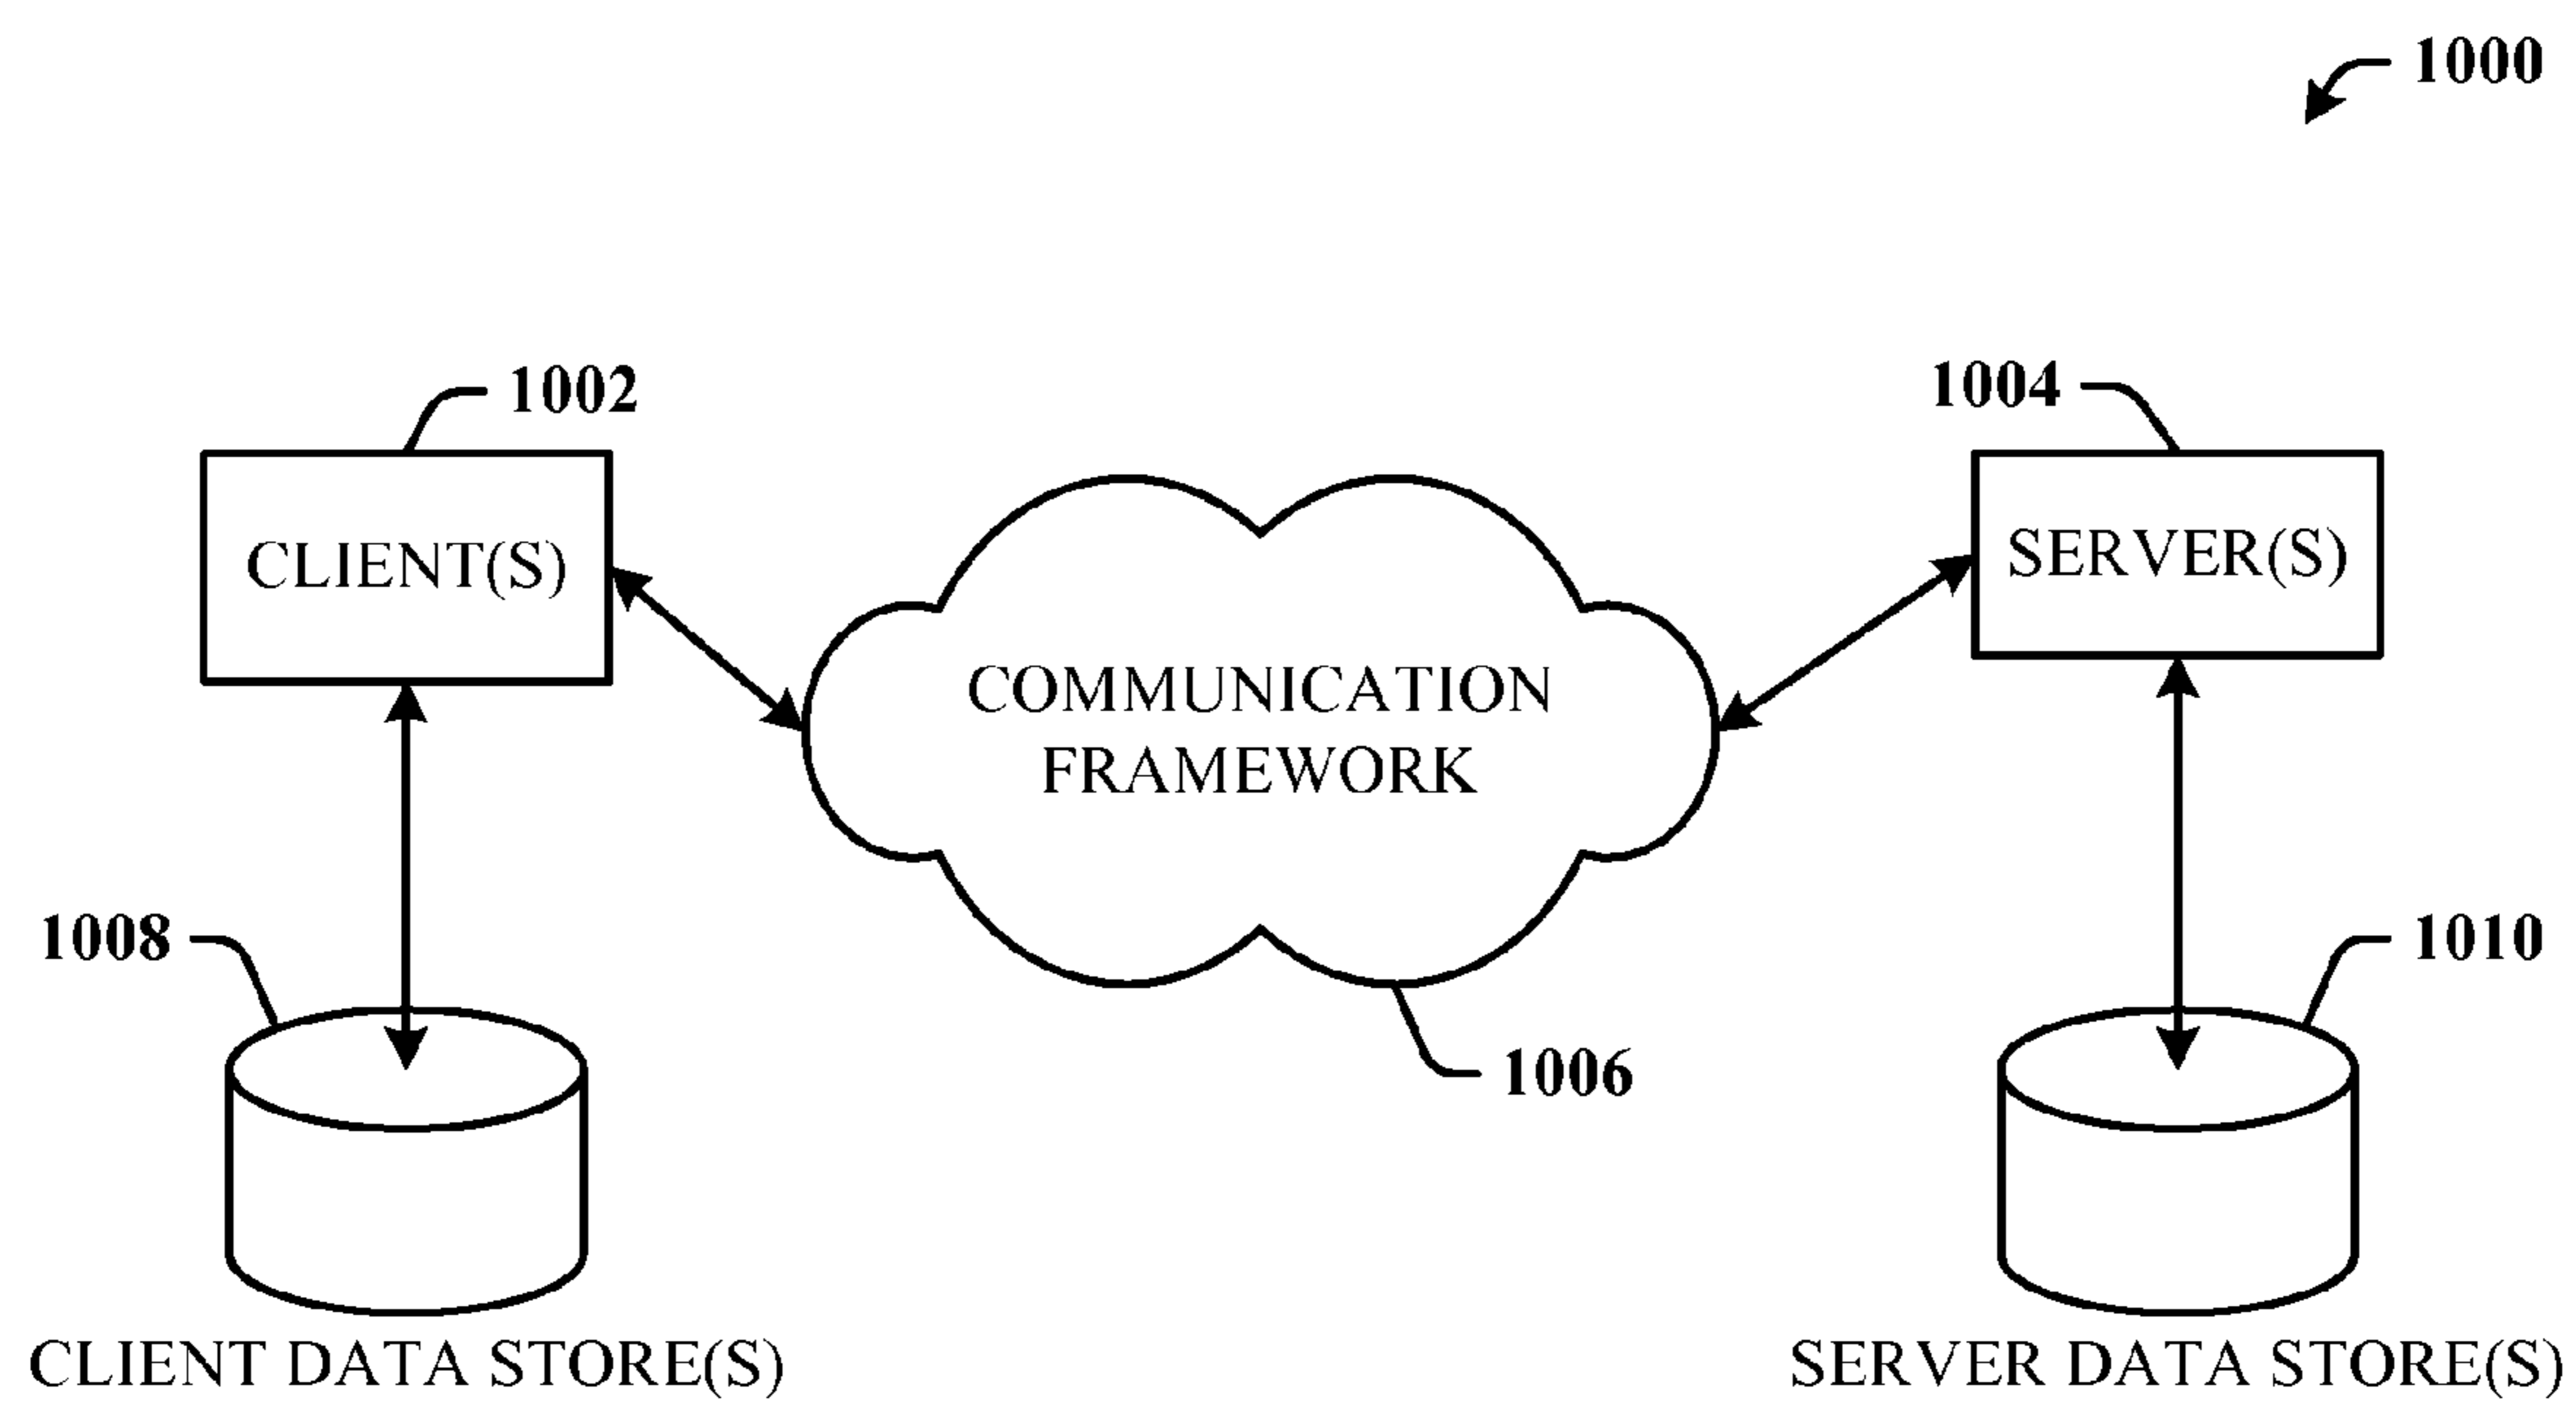 1000
1002
1004
CLIENT(S)
SERVER(S)
COMMUNICATION
FRAMEWORK
1008
1010
1006
CLIENT DATA STORE(S)
SERVER DATA STORE(S)